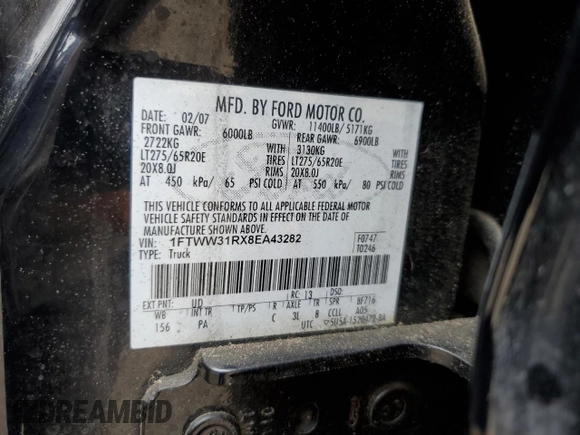 MFD. BY FORD MOTOR CO.
DATE: 02/07 GVWR: 11400LB/ 5171KG
FRONT GAWR: 6000LB REAR GAWR: 6900LB
2722KG WITH 3130KG WITH
LT275/65R20E TIRES LT275/65R20E TIRES
20X8.0J RIMS 20X8.0J RIMS
AT 450 kPa/ 65 PSI COLD AT 550 kPa/ 80 PSI COLD
THIS VEHICLE CONFORMS TO ALL APPLICABLE FEDERAL MOTOR
VEHICLE SAFETY STANDARDS IN EFFECT ON THE DATE OF
MANUFACTURE SHOWN ABOVE.
VIN: 1FTWW31RX8EA43282 F0747
TYPE: Truck T0246
RC: 13 DSO:
EXT PNT: UD BF716
WB INT TR TP/PS R AXLE TR SPR A05
156 PA C 3L B CCLL
UTC
DREAMBID